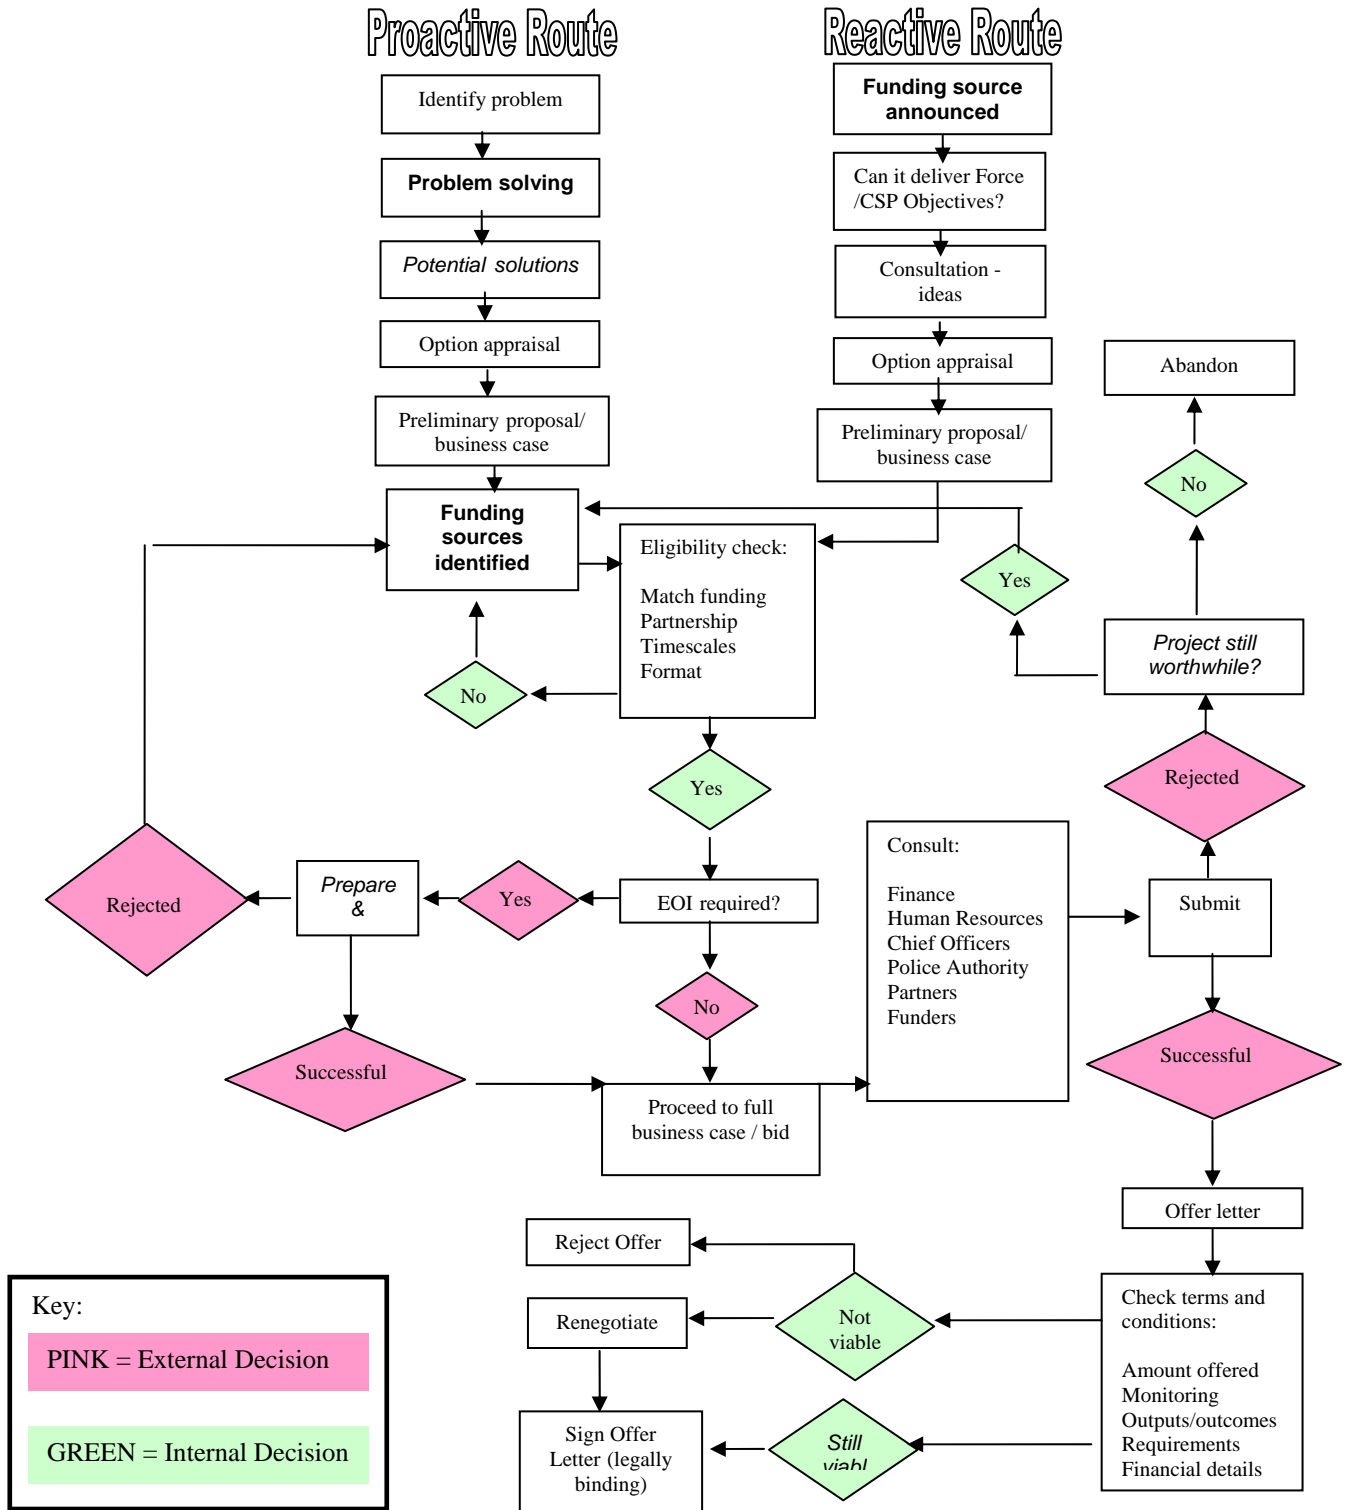 Proactive Route
Reactive Route
Identify problem
Problem solving
Potential solutions
Option appraisal
Preliminary proposal/
business case
Funding
sources
identified
Funding source
announced
Can it deliver Force
/CSP Objectives?
Consultation -
ideas
Option appraisal
Preliminary proposal/
business case
Eligibility check:
Match funding
Partnership
Timescales
Format
No
Yes
EOI required?
Yes
Prepare
&
Rejected
Successful
No
Proceed to full
business case / bid
Consult:
Finance
Human Resources
Chief Officers
Police Authority
Partners
Funders
Submit
Rejected
Project still
worthwhile?
Yes
No
Abandon
Successful
Offer letter
Check terms and
conditions:
Amount offered
Monitoring
Outputs/outcomes
Requirements
Financial details
Not
viable
Reject Offer
Renegotiate
Still
viabl
Sign Offer
Letter (legally
binding)
Key:
PINK = External Decision
GREEN = Internal Decision